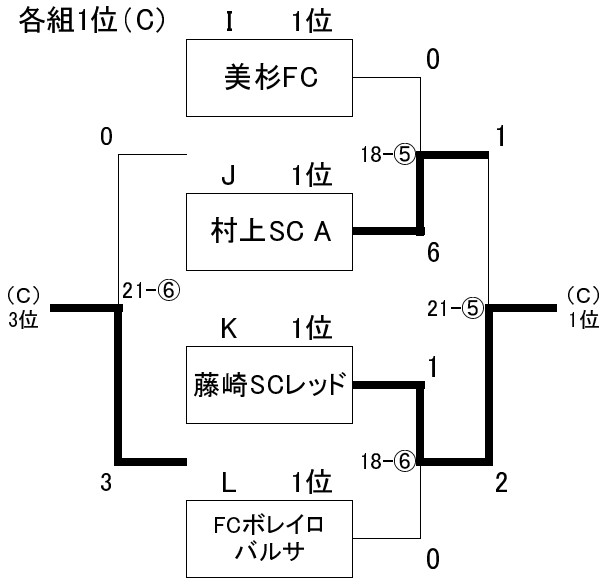 各組1位(C)
I 1位
美杉FC
0
0
18-⑤
1
J 1位
村上SC A
6
(C)
3位
21-⑥
21-⑤
(C)
1位
K 1位
藤崎SCレッド
1
18-⑥
3
2
L 1位
FCボレイロ
バルサ
0